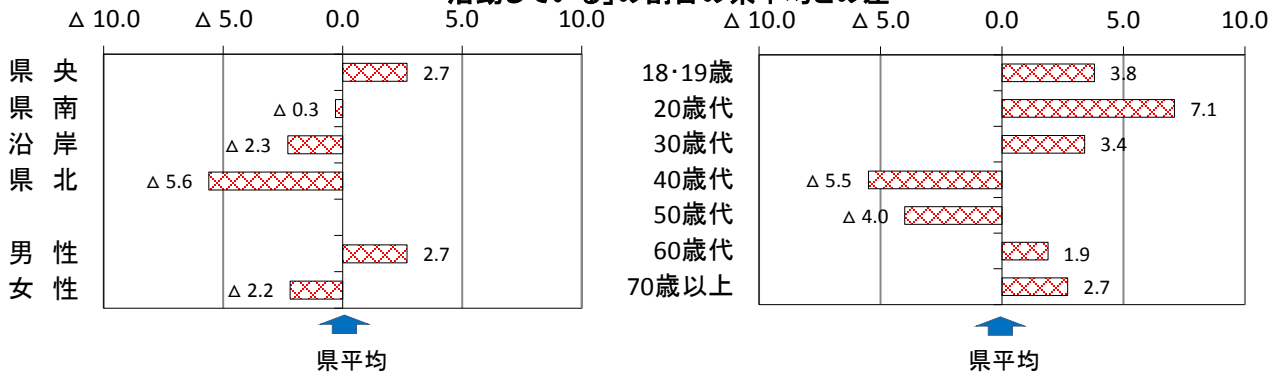 △ 10.0 △ 5.0 0.0 5.0 10.0
県 央 2.7
県 南 △ 0.3
沿 岸 △ 2.3
県 北 △ 5.6
男 性 2.7
女 性 △ 2.2
県平均
△ 10.0 △ 5.0 0.0 5.0 10.0
18･19歳 3.8
20歳代 7.1
30歳代 3.4
40歳代 △ 5.5
50歳代 △ 4.0
60歳代 1.9
70歳以上 2.7
県平均